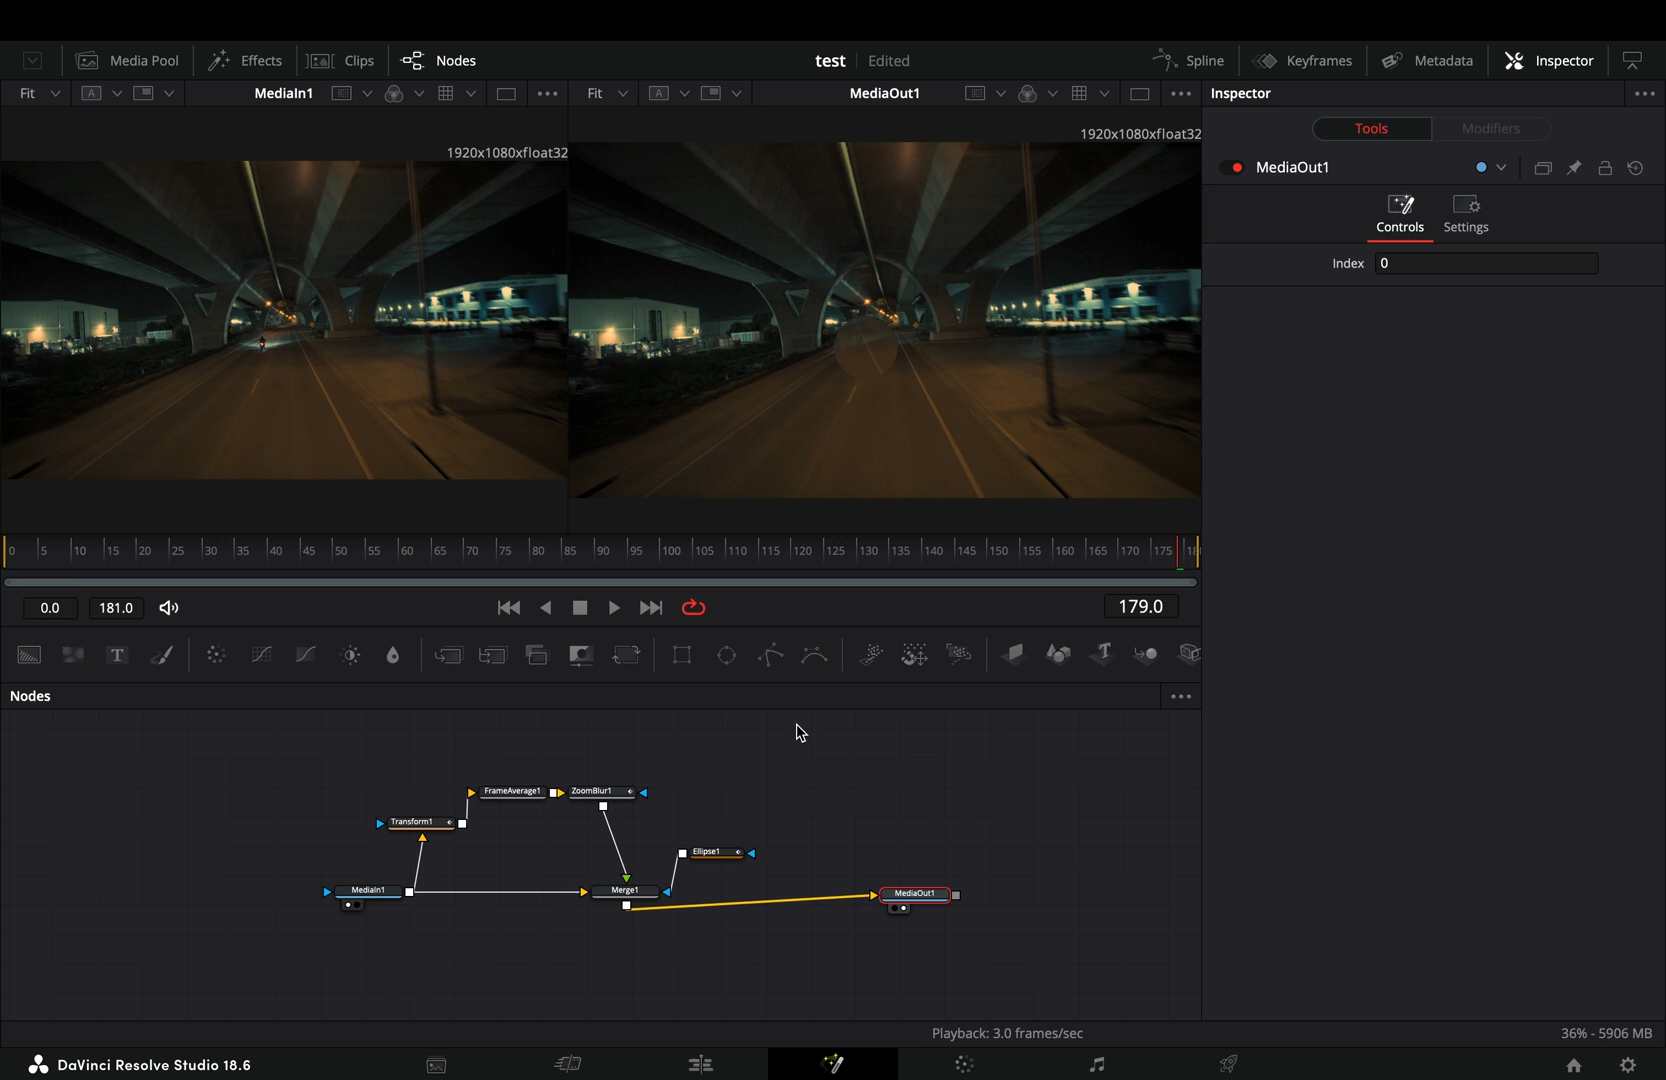 Media Pool
Effects
Clips
Nodes
test
Edited
Spline
Keyframes
Metadata
Inspector
Fit
A
MediaIn1
Fit
A
MediaOut1
Inspector
1920x1080xfloat32
1920x1080xfloat32
Tools
Modifiers
MediaOut1
Controls
Settings
Index
0
0 5 10 15 20 25 30 35 40 45 50 55 60 65 70 75 80 85 90 95 100 105 110 115 120 125 130 135 140 145 150 155 160 165 170 175
0.0
181.0
179.0
T
Nodes
FrameAverage1
ZoomBlur1
Transform1
Ellipse1
MediaIn1
Merge1
MediaOut1
Playback: 3.0 frames/sec
36% - 5906 MB
DaVinci Resolve Studio 18.6